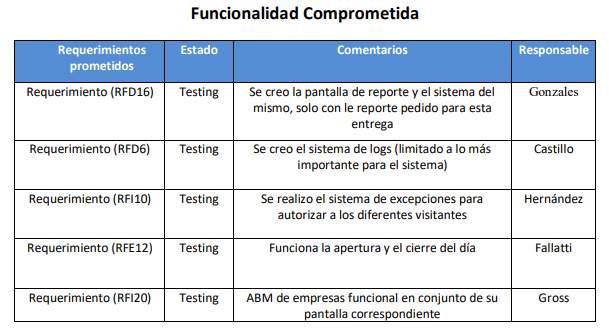 Funcionalidad Comprometida
Requerimientos prometidos Estado Comentarios Responsable
Requerimiento (RFD16) Testing Se creo la pantalla de reporte y el sistema del Gonzales
mismo, solo con le reporte pedido para esta
entrega
Requerimiento (RFD6) Testing Se creo el sistema de logs (limitado a lo más Castillo
importante para el sistema)
Requerimiento (RFI10) Testing Se realizo el sistema de excepciones para Hernández
autorizar a los diferentes visitantes
Requerimiento (RFE12) Testing Funciona la apertura y el cierre del día Fallatti
Requerimiento (RFI20) Testing ABM de empresas funcional en conjunto de su Gross
pantalla correspondiente